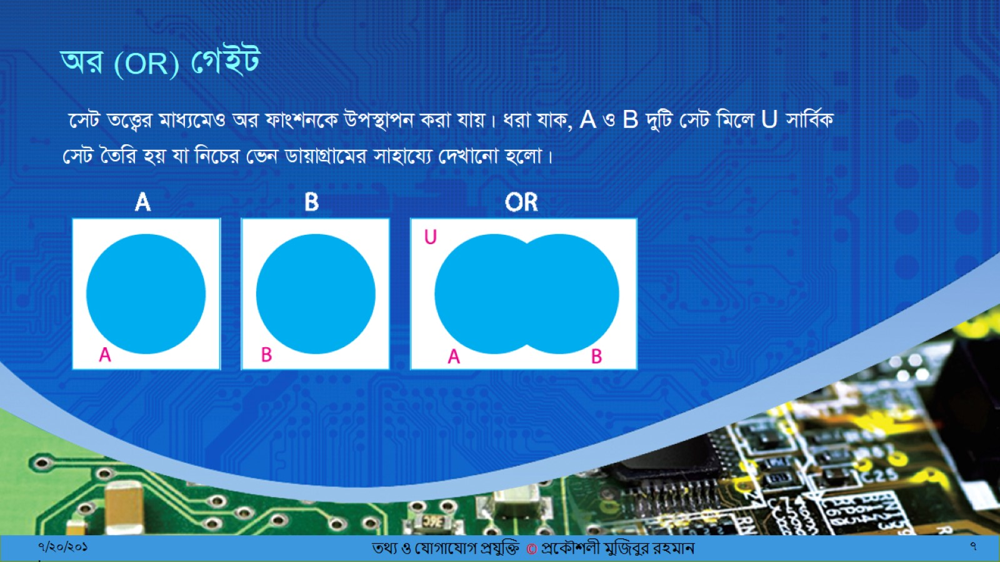 অর (OR) গেইট
সেট তত্ত্বের মাধ্যমেও অর ফাংশনকে উপস্থাপন করা যায়। ধরা যাক, A ও B দুটি সেট মিলে U সার্বিক
সেট তৈরি হয় যা নিচের ভেন ডায়াগ্রামের সাহায্যে দেখানো হলো।
A B OR
U
A B A B
C25
৭/২০/২০১
তথ্য ও যোগাযোগ প্রযুক্তি © প্রকৌশলী মুজিবুর রহমান
৭